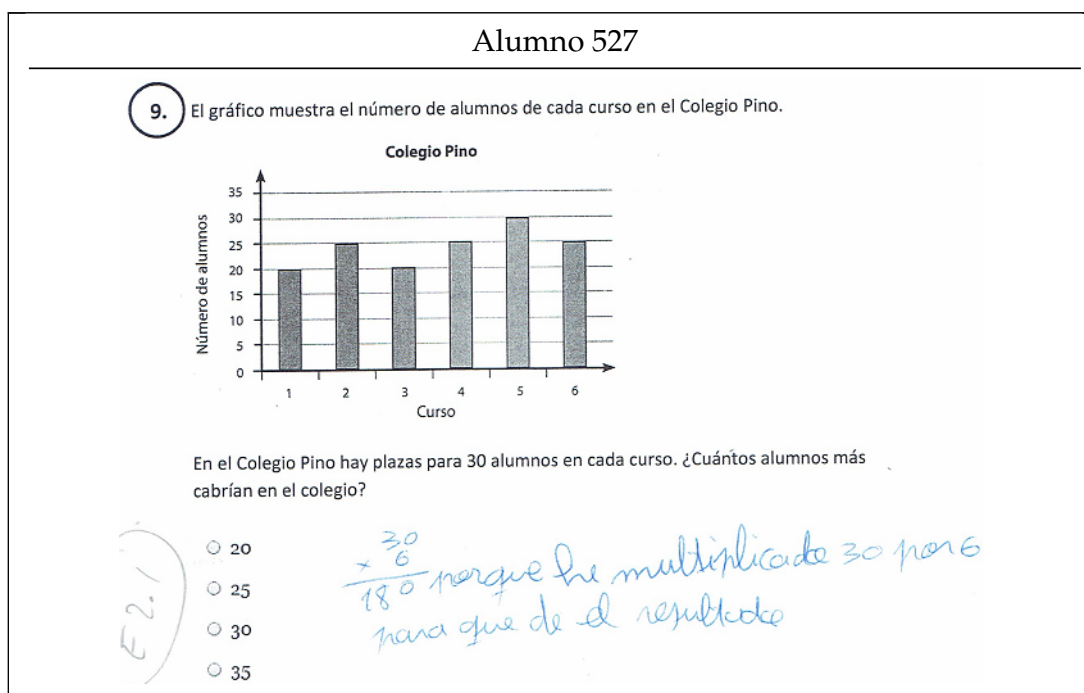 Alumno 527
9. El gráfico muestra el número de alumnos de cada curso en el Colegio Pino.
Colegio Pino
Número de alumnos
35
30
25
20
15
10
5
0
1 2 3 4 5 6
Curso
En el Colegio Pino hay plazas para 30 alumnos en cada curso. ¿Cuántos alumnos más
cabrían en el colegio?
20
25
30
35
30
× 6
180 porque he multiplicado 30 por 6
para que de el resultado
E 2.1